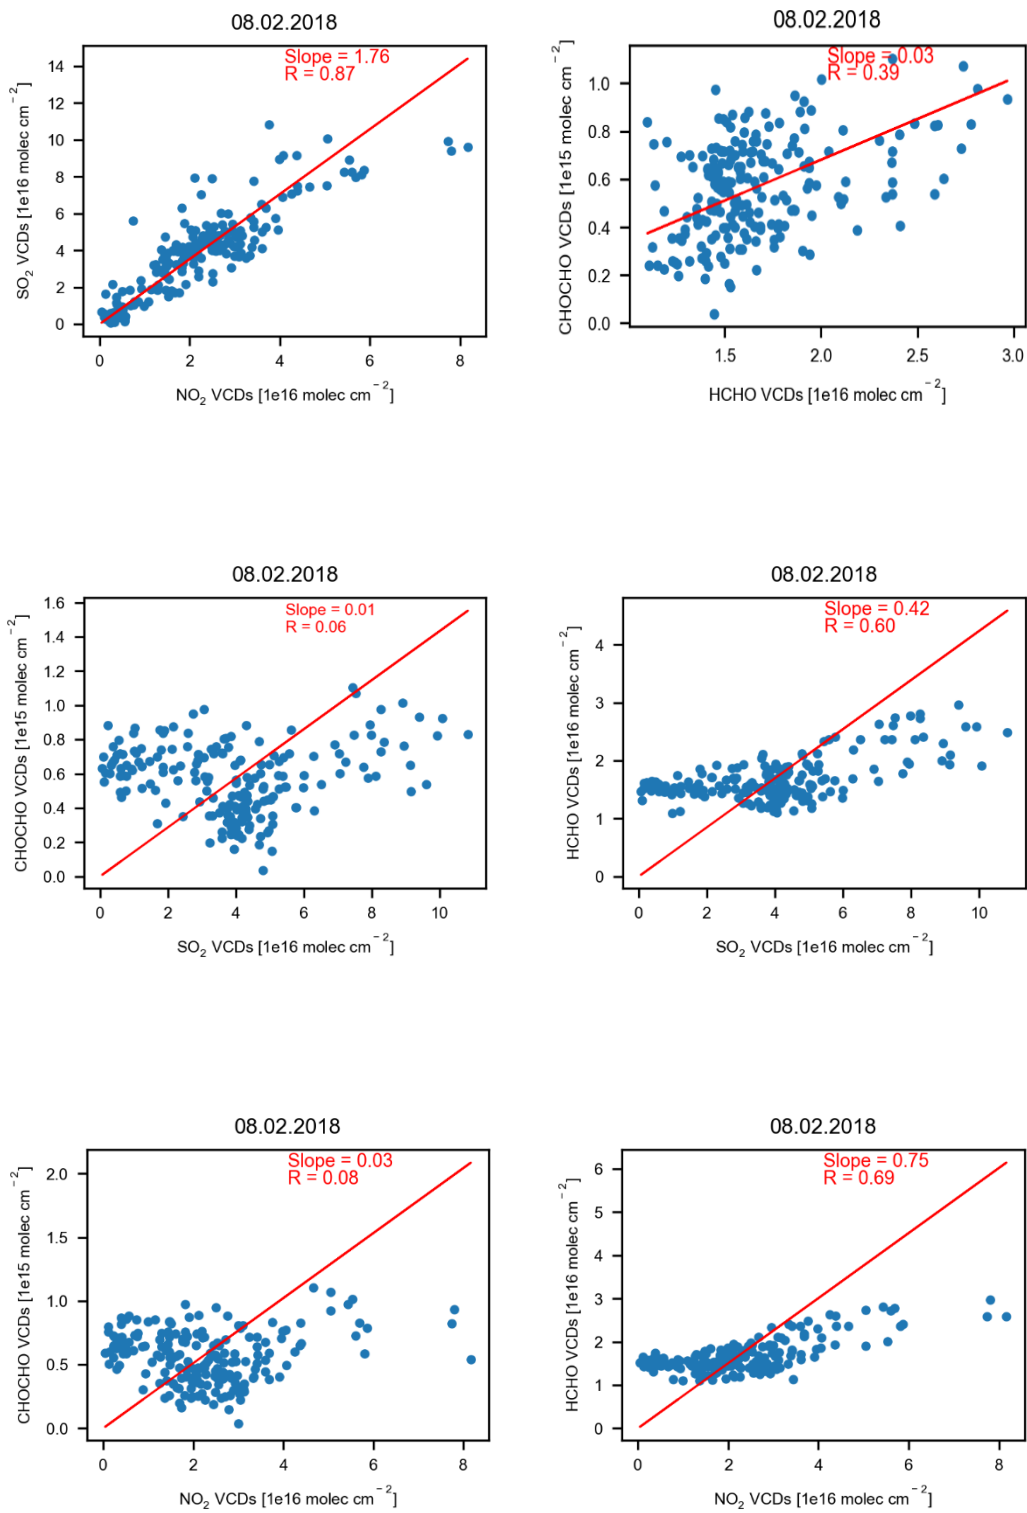 08.02.2018
Slope = 1.76
R = 0.87
14
12
10
8
6
4
2
0
SO₂ VCDs [1e16 molec cm⁻²]
0 2 4 6 8
NO₂ VCDs [1e16 molec cm⁻²]
08.02.2018
Slope = 0.03
R = 0.39
1.0
0.8
0.6
0.4
0.2
0.0
CHOCHO VCDs [1e15 molec cm⁻²]
1.5 2.0 2.5 3.0
HCHO VCDs [1e16 molec cm⁻²]
08.02.2018
Slope = 0.01
R = 0.06
1.6
1.4
1.2
1.0
0.8
0.6
0.4
0.2
0.0
CHOCHO VCDs [1e15 molec cm⁻²]
0 2 4 6 8 10
SO₂ VCDs [1e16 molec cm⁻²]
08.02.2018
Slope = 0.42
R = 0.60
4
3
2
1
0
HCHO VCDs [1e16 molec cm⁻²]
0 2 4 6 8 10
SO₂ VCDs [1e16 molec cm⁻²]
08.02.2018
Slope = 0.03
R = 0.08
2.0
1.5
1.0
0.5
0.0
CHOCHO VCDs [1e15 molec cm⁻²]
0 2 4 6 8
NO₂ VCDs [1e16 molec cm⁻²]
08.02.2018
Slope = 0.75
R = 0.69
6
5
4
3
2
1
0
HCHO VCDs [1e16 molec cm⁻²]
0 2 4 6 8
NO₂ VCDs [1e16 molec cm⁻²]